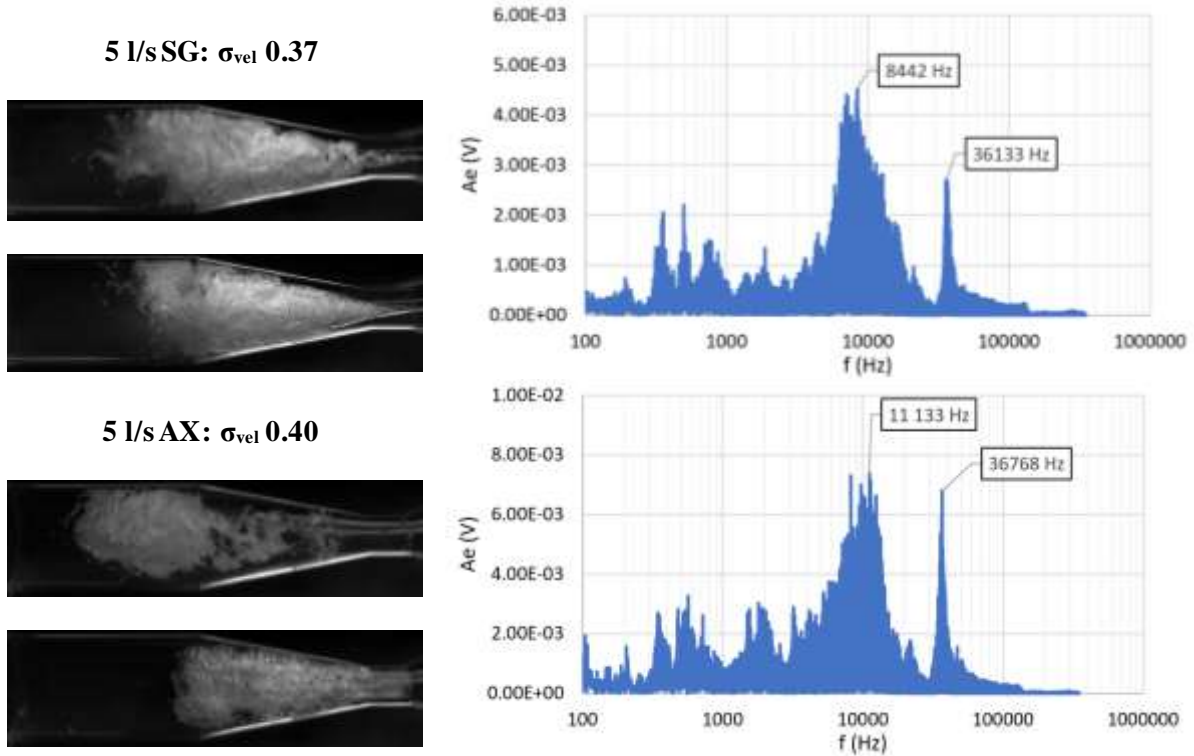 5 l/s SG: σvel 0.37
6.00E-03
5.00E-03
4.00E-03
3.00E-03
2.00E-03
1.00E-03
0.00E+00
Ae (V)
8442 Hz
36133 Hz
100 1000 10000 100000 1000000
f (Hz)
5 l/s AX: σvel 0.40
1.00E-02
8.00E-03
6.00E-03
4.00E-03
2.00E-03
0.00E+00
Ae (V)
11 133 Hz
36768 Hz
100 1000 10000 100000 1000000
f (Hz)